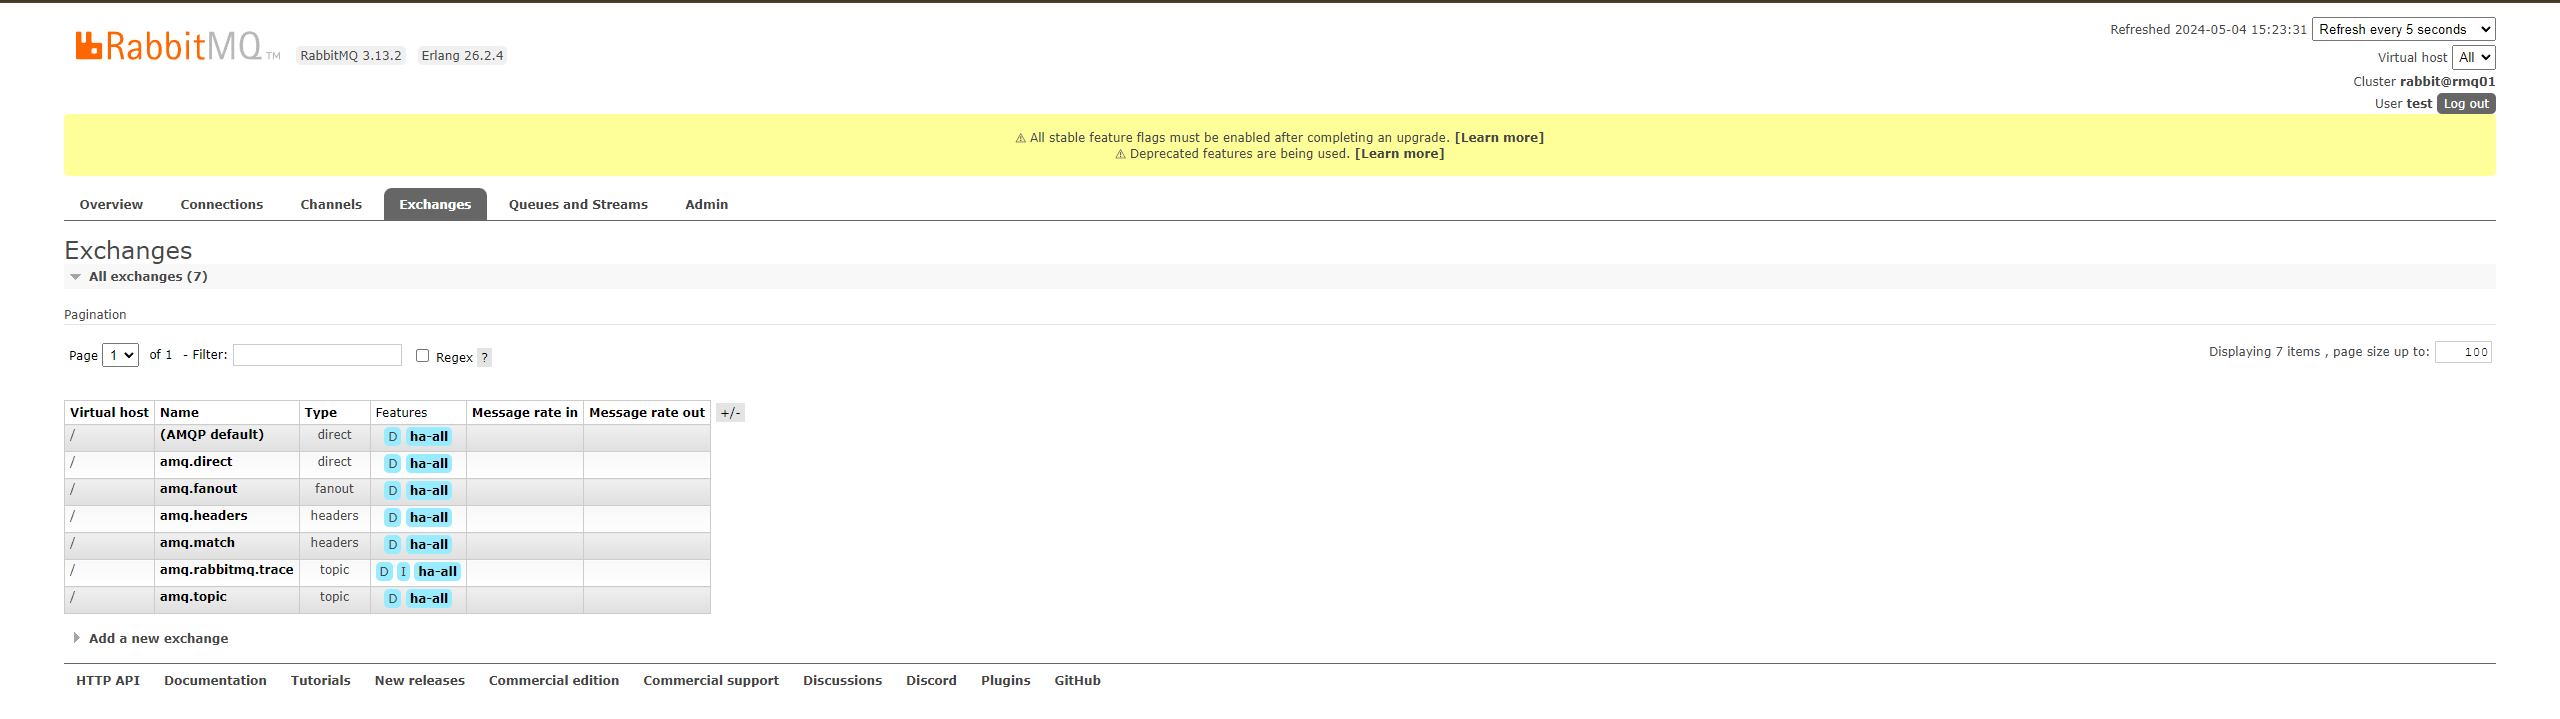 RabbitMQ TM RabbitMQ 3.13.2 Erlang 26.2.4
Refreshed 2024-05-04 15:23:31 Refresh every 5 seconds
Virtual host All
Cluster rabbit@rmq01
User test Log out
⚠ All stable feature flags must be enabled after completing an upgrade. [Learn more]
⚠ Deprecated features are being used. [Learn more]
Overview Connections Channels Exchanges Queues and Streams Admin
Exchanges
All exchanges (7)
Pagination
Page 1 of 1 - Filter: Regex ? Displaying 7 items , page size up to: 100
Virtual host Name Type Features Message rate in Message rate out +/-
/ (AMQP default) direct D ha-all
/ amq.direct direct D ha-all
/ amq.fanout fanout D ha-all
/ amq.headers headers D ha-all
/ amq.match headers D ha-all
/ amq.rabbitmq.trace topic D I ha-all
/ amq.topic topic D ha-all
Add a new exchange
HTTP API Documentation Tutorials New releases Commercial edition Commercial support Discussions Discord Plugins GitHub